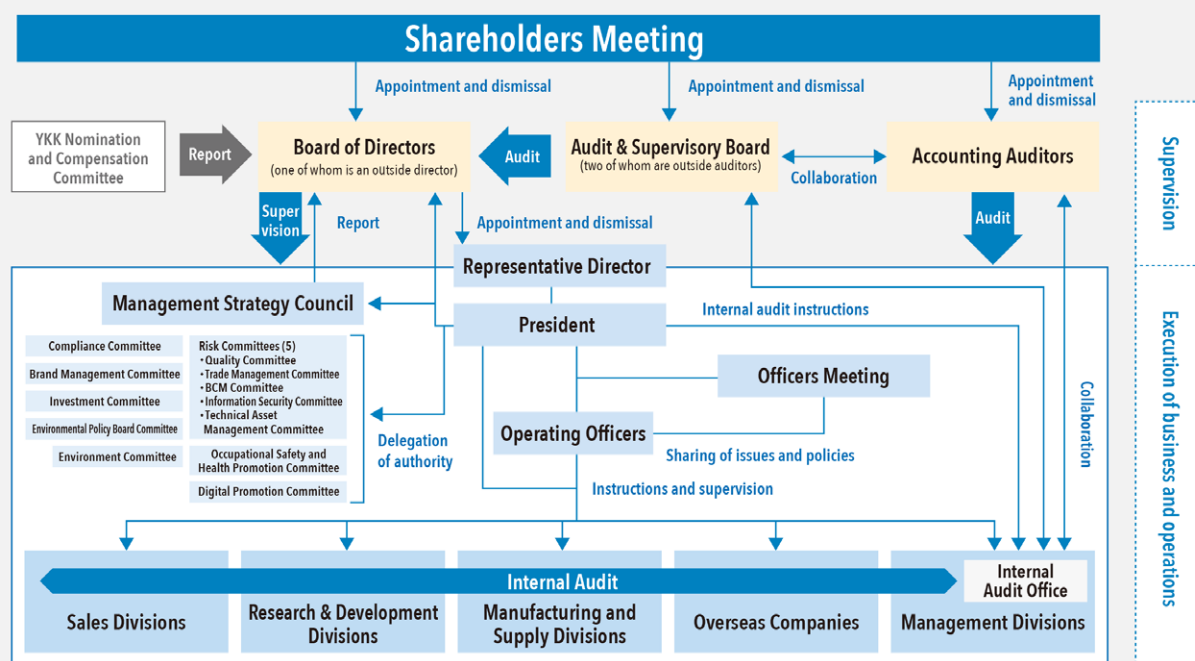 Shareholders Meeting
Appointment and dismissal
Appointment and dismissal
Appointment
and dismissal
YKK Nomination
and Compensation
Committee
Report
Board of Directors
(one of whom is an outside director)
Audit
Audit & Supervisory Board
(two of whom are outside auditors)
Collaboration
Accounting Auditors
Supervision
Super
vision
Report
Appointment and dismissal
Audit
Representative Director
Management Strategy Council
President
Internal audit instructions
Compliance Committee
Brand Management Committee
Investment Committee
Environmental Policy Board Committee
Environment Committee
Risk Committees (5)
・Quality Committee
・Trade Management Committee
・BCM Committee
・Information Security Committee
・Technical Asset
Management Committee
Occupational Safety and
Health Promotion Committee
Digital Promotion Committee
Delegation
of authority
Officers Meeting
Operating Officers
Sharing of issues and policies
Instructions and supervision
Collaboration
Execution of business and operations
Internal Audit
Internal
Audit Office
Sales Divisions
Research & Development
Divisions
Manufacturing and
Supply Divisions
Overseas Companies
Management Divisions